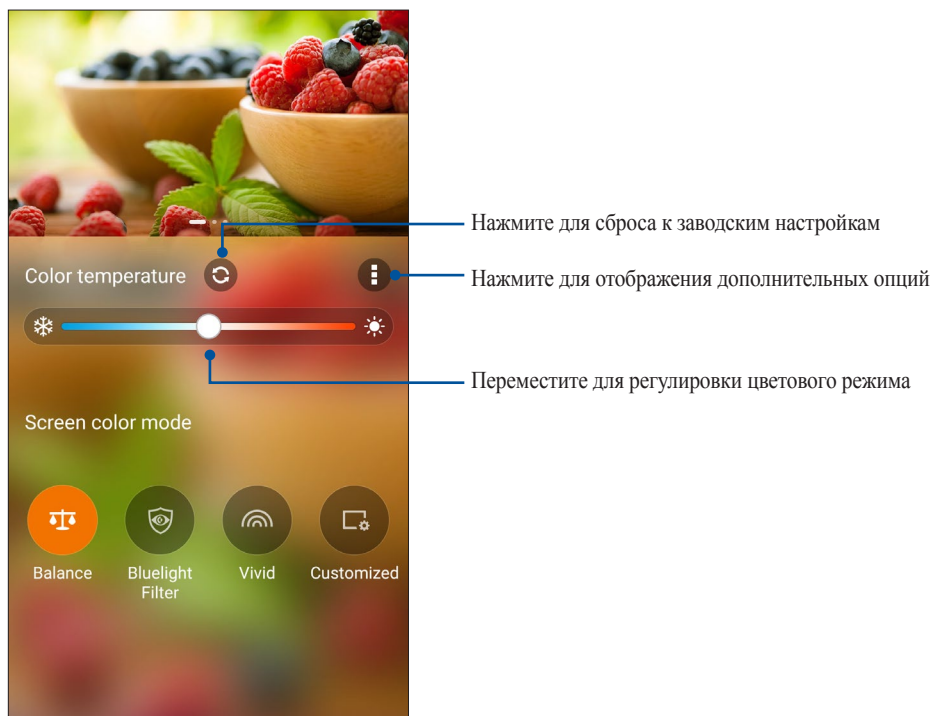 Нажмите для сброса к заводским настройкам
Color temperature
Нажмите для отображения дополнительных опций
Переместите для регулировки цветового режима
Screen color mode
Balance
Bluelight
Filter
Vivid
Customized